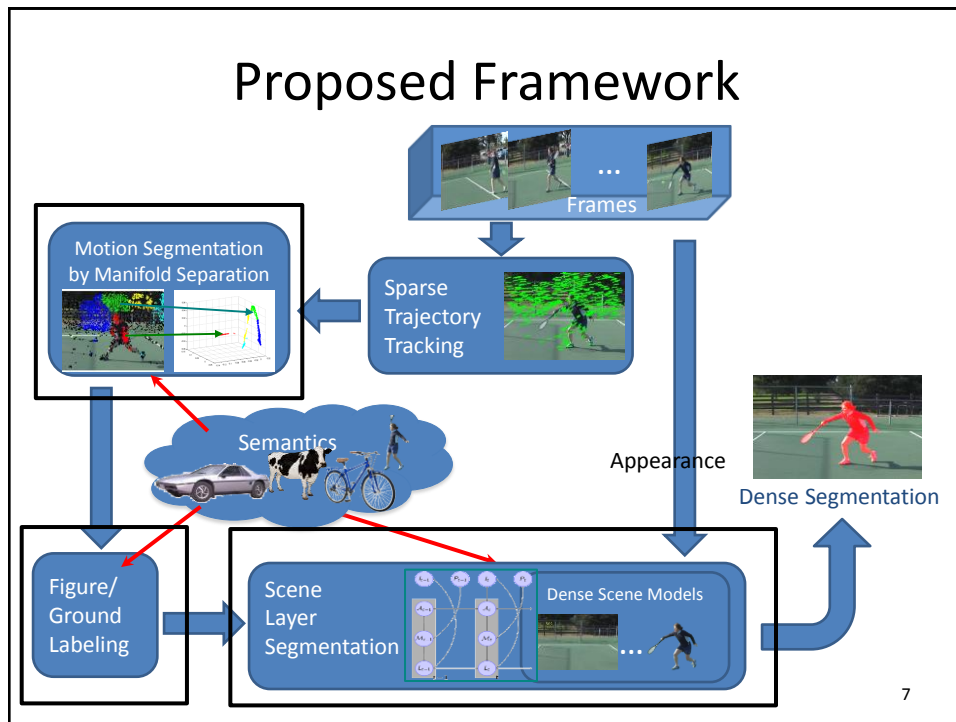 Proposed Framework
...
Frames
Motion Segmentation
by Manifold Separation
Sparse
Trajectory
Tracking
Semantics
Appearance
Dense Segmentation
Figure/
Ground
Labeling
Scene
Layer
Segmentation
Dense Scene Models
...
7